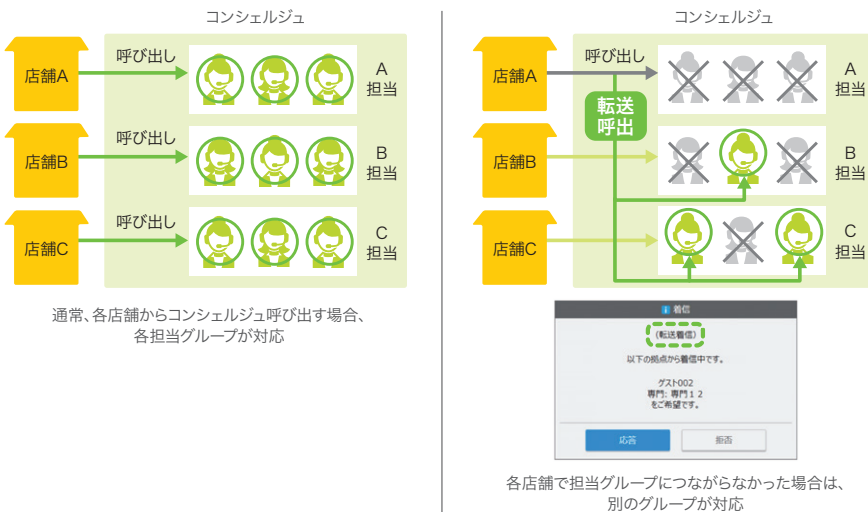 コンシェルジュ
店舗A
呼び出し
A
担当
店舗B
呼び出し
B
担当
店舗C
呼び出し
C
担当
通常、各店舗からコンシェルジュ呼び出す場合、
各担当グループが対応
コンシェルジュ
店舗A
呼び出し
A
担当
転送
呼出
店舗B
B
担当
店舗C
C
担当
i 着信
(転送着信)
以下の拠点から着信中です。
ゲスト002
専門: 専門１２
をご希望です。
応答
拒否
各店舗で担当グループにつながらなかった場合は、
別のグループが対応